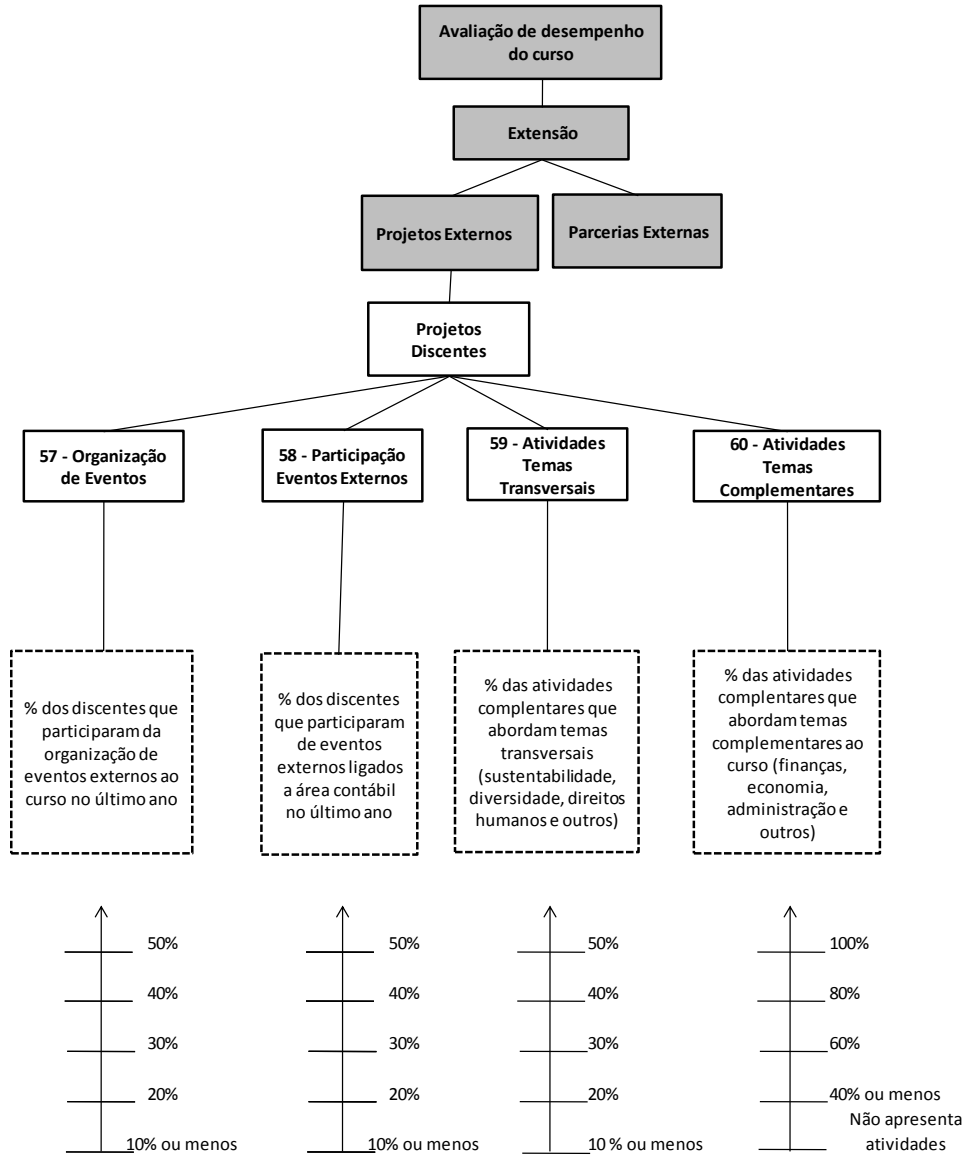 Avaliação de desempenho
do curso
Extensão
Projetos Externos
Parcerias Externas
Projetos
Discentes
57 - Organização
de Eventos
58 - Participação
Eventos Externos
59 - Atividades
Temas
Transversais
60 - Atividades
Temas
Complementares
% dos discentes que
participaram da
organização de
eventos externos ao
curso no último ano
% dos discentes
que participaram
de eventos
externos ligados
a área contábil
no último ano
% das atividades
complentares que
abordam temas
transversais
(sustentabilidade,
diversidade, direitos
humanos e outros)
% das atividades
complentares que
abordam temas
complementares ao
curso (finanças,
economia,
administração e
outros)
50%
40%
30%
20%
10% ou menos
50%
40%
30%
20%
10% ou menos
50%
40%
30%
20%
10 % ou menos
100%
80%
60%
40% ou menos
Não apresenta
atividades